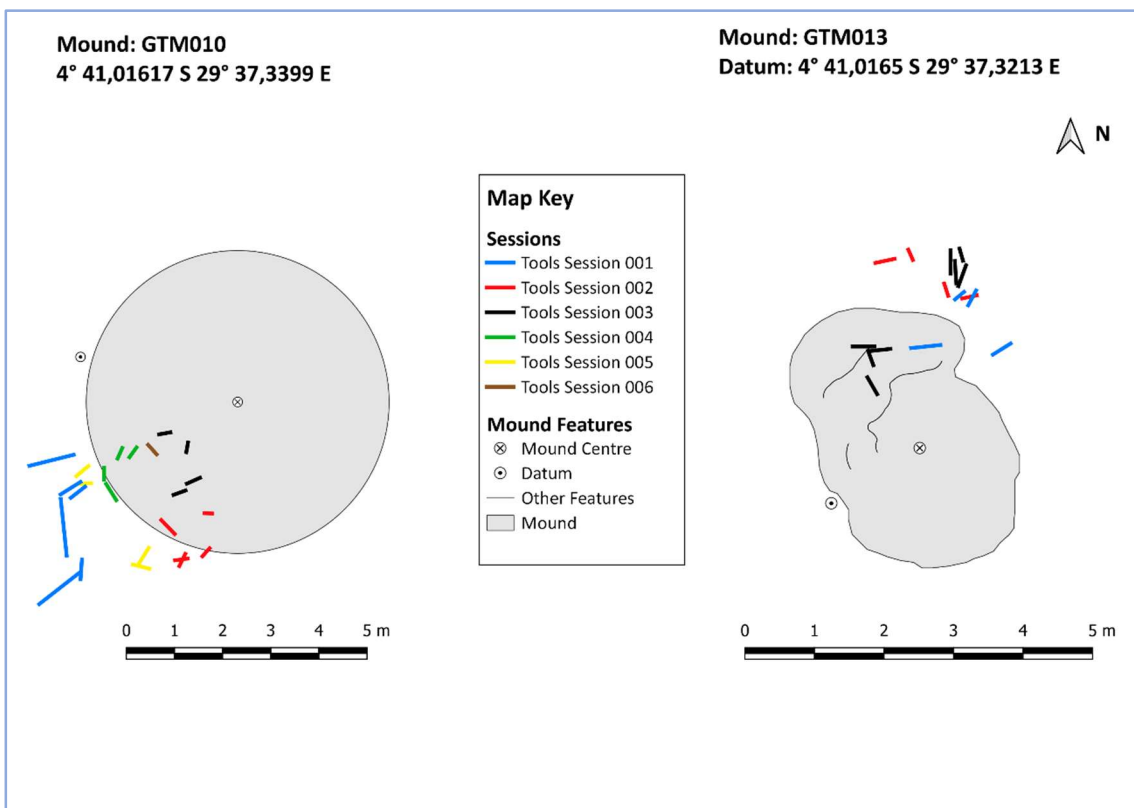 Mound: GTM010
4° 41,01617 S 29° 37,3399 E
Mound: GTM013
Datum: 4° 41,0165 S 29° 37,3213 E
N
Map Key
Sessions
Tools Session 001
Tools Session 002
Tools Session 003
Tools Session 004
Tools Session 005
Tools Session 006
Mound Features
Mound Centre
Datum
Other Features
Mound
0 1 2 3 4 5 m
0 1 2 3 4 5 m